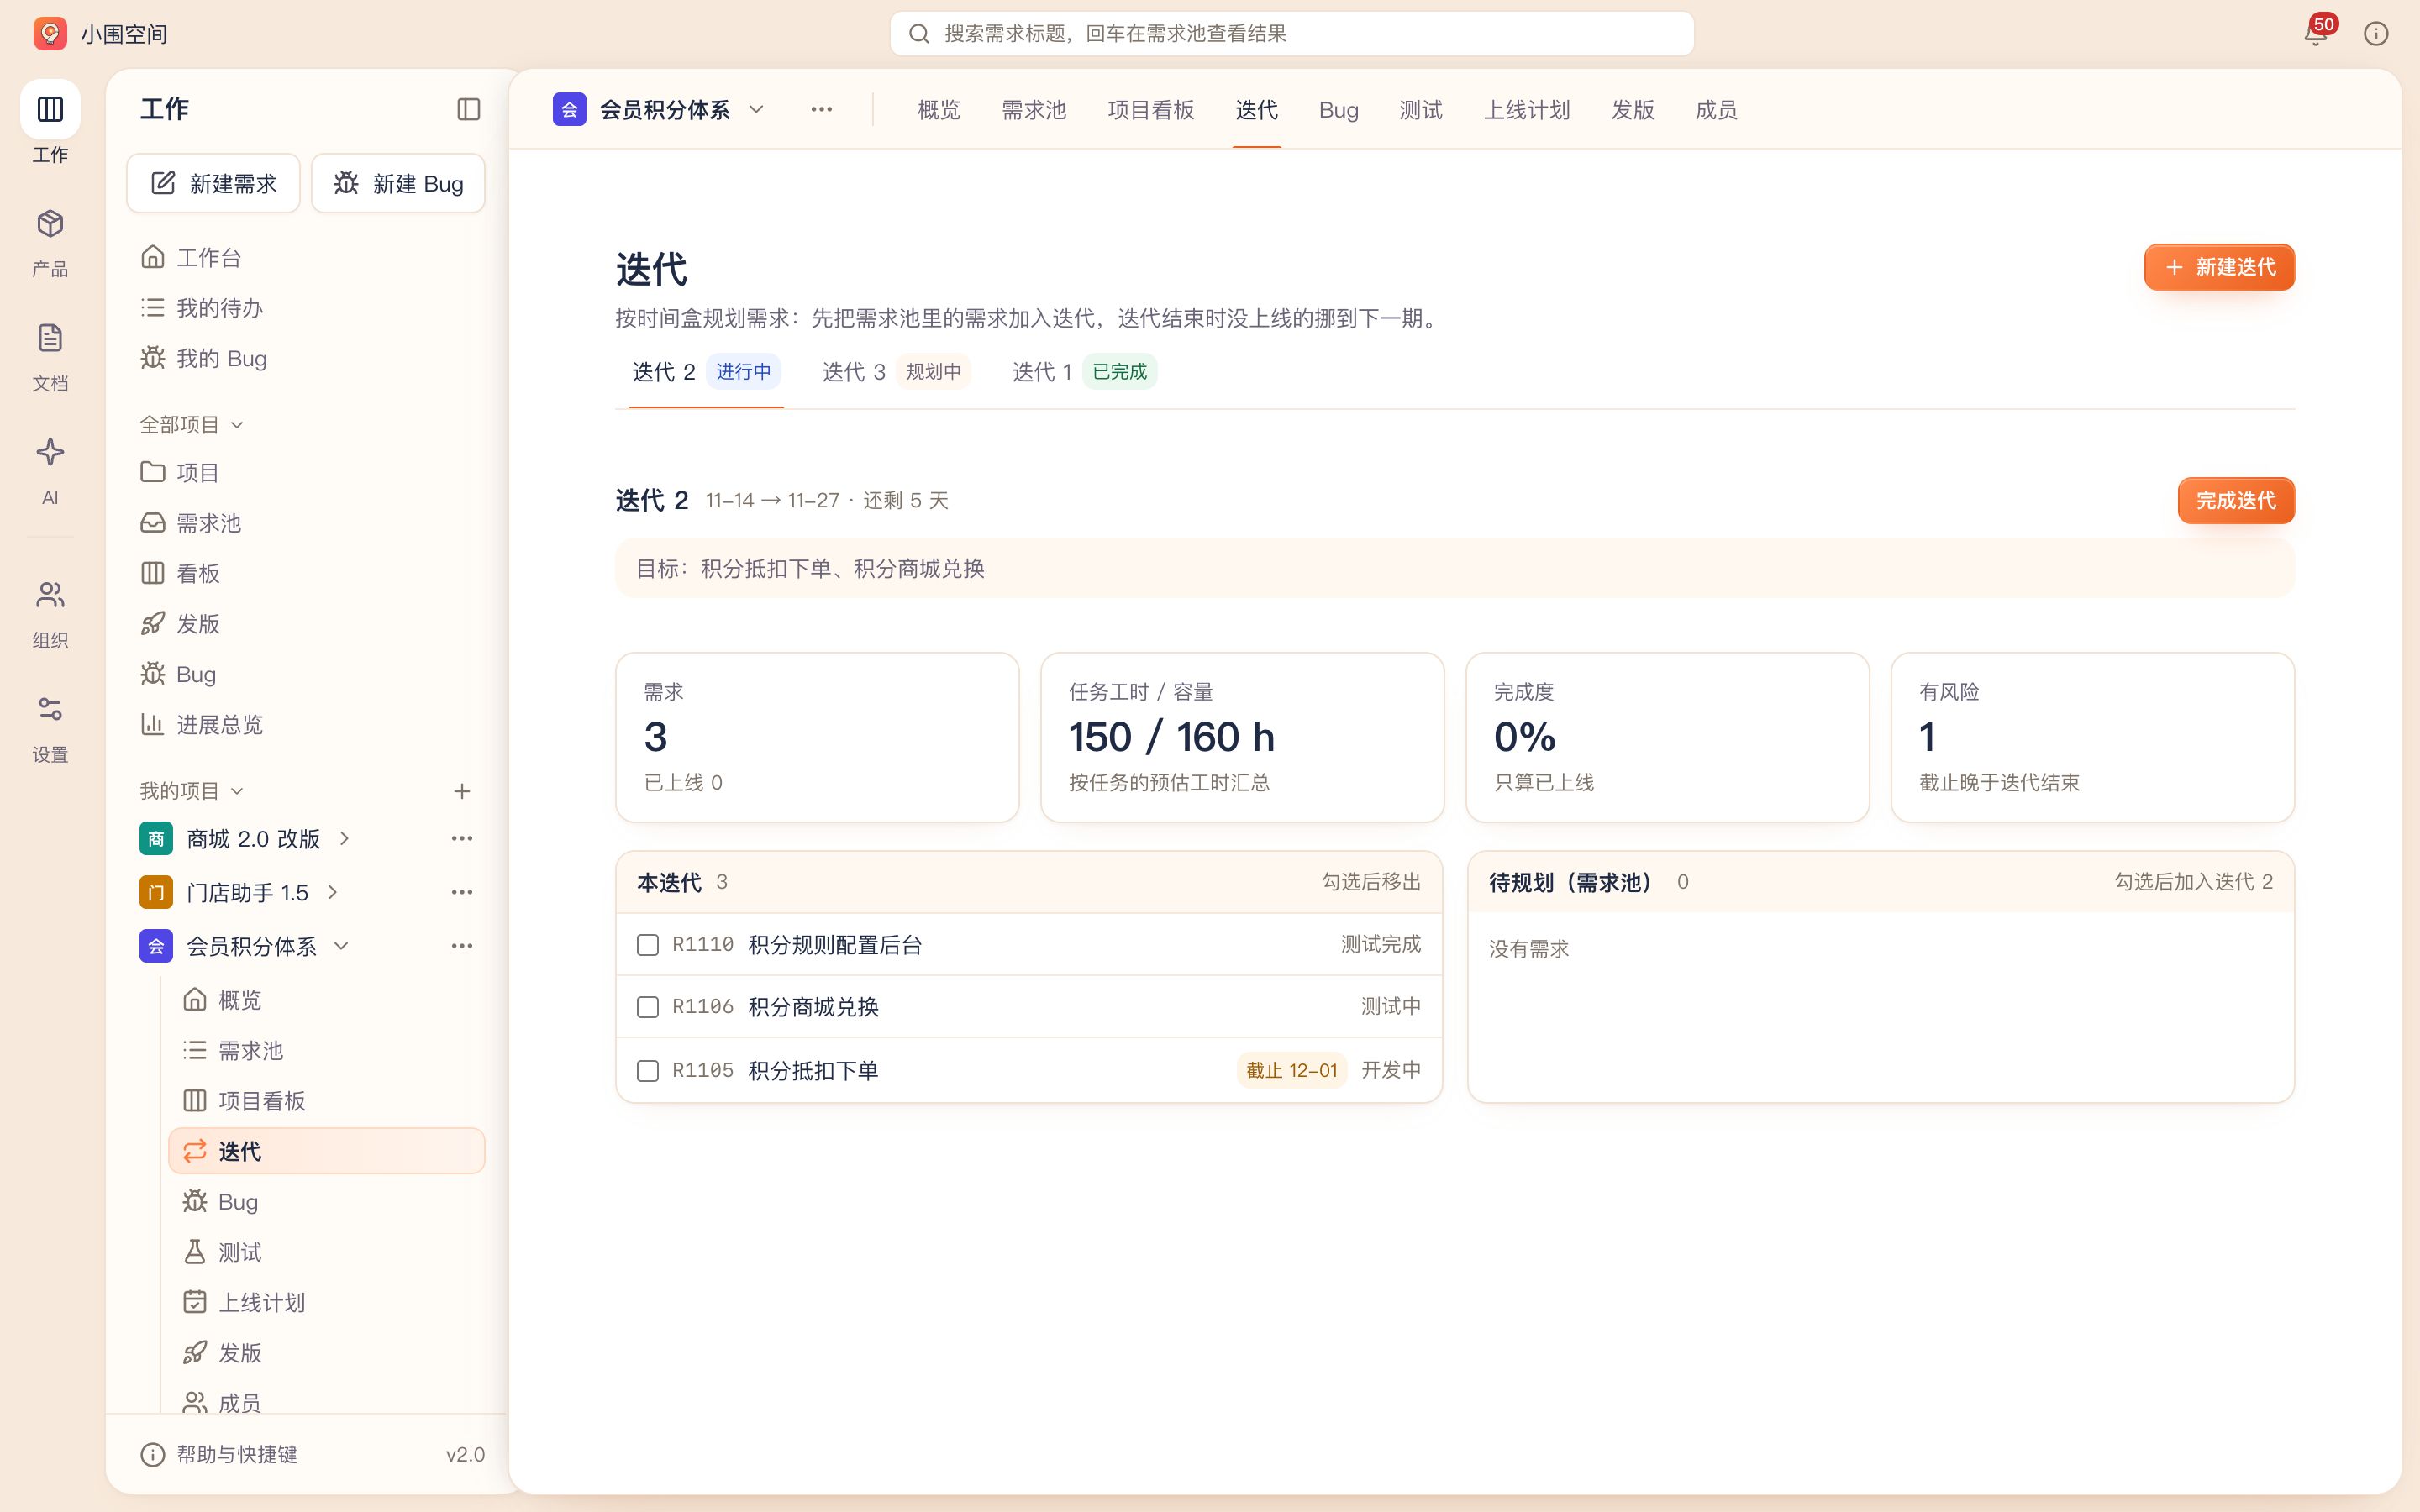 小围空间
搜索需求标题，回车在需求池查看结果
50
工作
产品
文档
AI
组织
设置
工作
新建需求
新建 Bug
工作台
我的待办
我的 Bug
全部项目
项目
需求池
看板
发版
Bug
进展总览
我的项目
商 商城 2.0 改版
门 门店助手 1.5
会 会员积分体系
概览
需求池
项目看板
迭代
Bug
测试
上线计划
发版
成员
帮助与快捷键 v2.0
会 会员积分体系 概览 需求池 项目看板 迭代 Bug 测试 上线计划 发版 成员
迭代
新建迭代
按时间盒规划需求：先把需求池里的需求加入迭代，迭代结束时没上线的挪到下一期。
迭代 2 进行中 迭代 3 规划中 迭代 1 已完成
迭代 2 11-14 → 11-27 · 还剩 5 天
完成迭代
目标：积分抵扣下单、积分商城兑换
需求
3
已上线 0
任务工时 / 容量
150 / 160 h
按任务的预估工时汇总
完成度
0%
只算已上线
有风险
1
截止晚于迭代结束
本迭代 3 勾选后移出
R1110 积分规则配置后台 测试完成
R1106 积分商城兑换 测试中
R1105 积分抵扣下单 截止 12-01 开发中
待规划（需求池） 0 勾选后加入迭代 2
没有需求